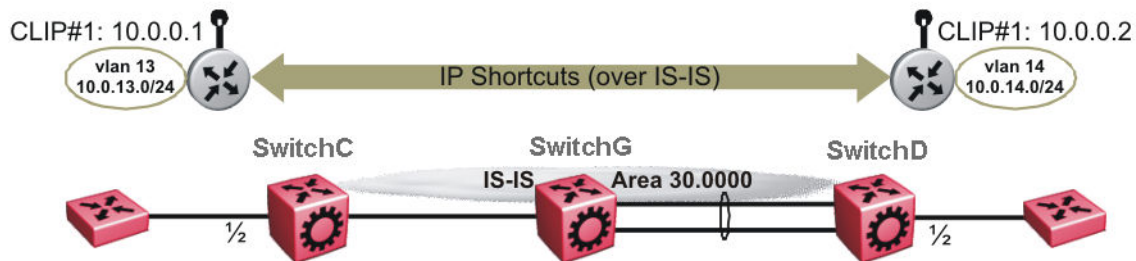 CLIP#1: 10.0.0.1
CLIP#1: 10.0.0.2
vlan 13
10.0.13.0/24
IP Shortcuts (over IS-IS)
vlan 14
10.0.14.0/24
SwitchC
SwitchG
SwitchD
IS-IS Area 30.0000
½
½